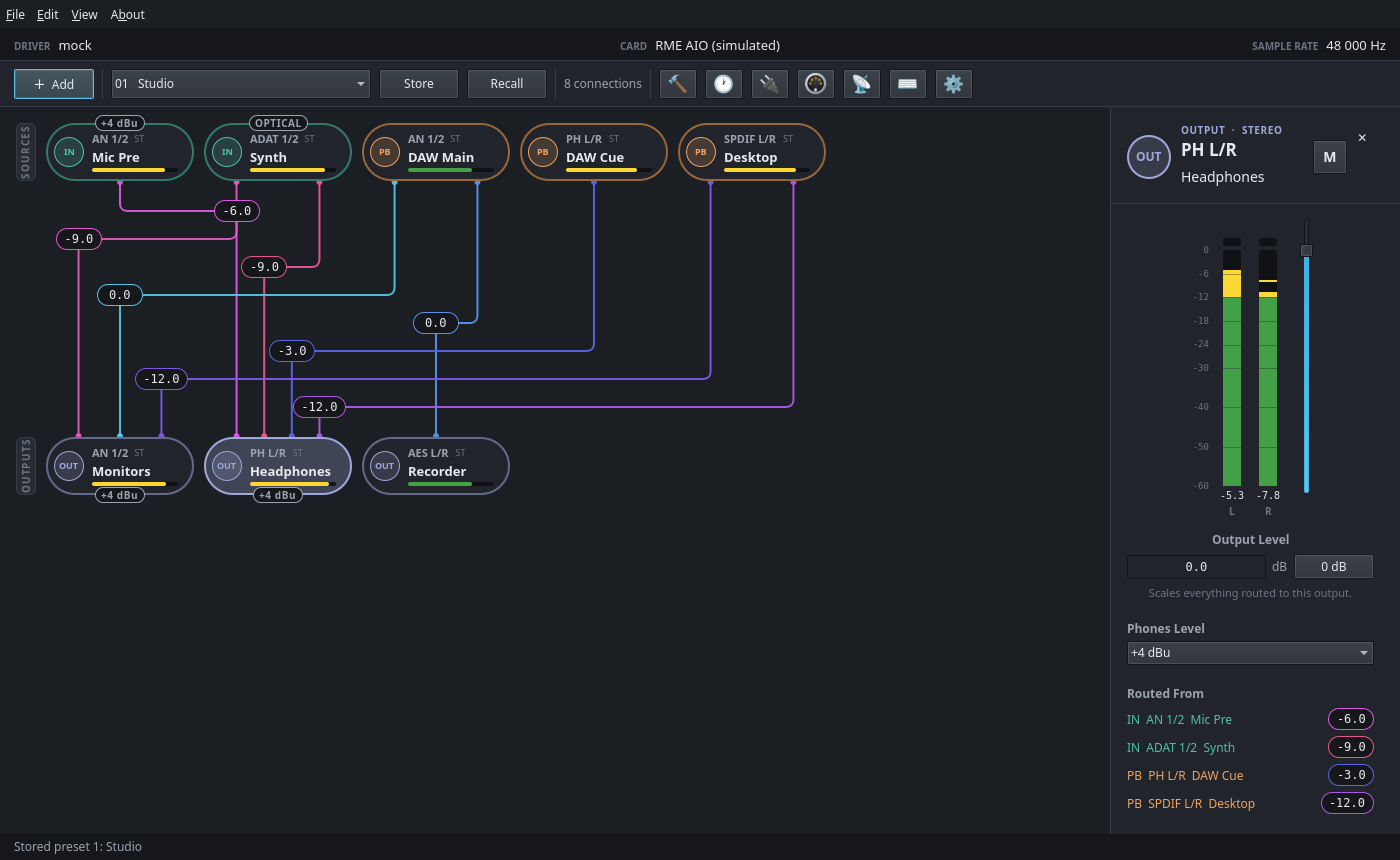 File Edit View About
DRIVER mock CARD RME AIO (simulated) SAMPLE RATE 48 000 Hz
+ Add 01 Studio Store Recall 8 connections
SOURCES
+4 dBu OPTICAL
IN AN 1/2 ST Mic Pre
IN ADAT 1/2 ST Synth
PB AN 1/2 ST DAW Main
PB PH L/R ST DAW Cue
PB SPDIF L/R ST Desktop
-6.0
-9.0
-9.0
0.0
0.0
-3.0
-12.0
-12.0
OUTPUTS
OUT AN 1/2 ST Monitors
OUT PH L/R ST Headphones
OUT AES L/R ST Recorder
+4 dBu +4 dBu
OUTPUT · STEREO
OUT PH L/R M ×
Headphones
0
-6
-12
-18
-24
-30
-40
-50
-60
-5.3 -7.8
L R
Output Level
0.0 dB 0 dB
Scales everything routed to this output.
Phones Level
+4 dBu
Routed From
IN AN 1/2 Mic Pre -6.0
IN ADAT 1/2 Synth -9.0
PB PH L/R DAW Cue -3.0
PB SPDIF L/R Desktop -12.0
Stored preset 1: Studio